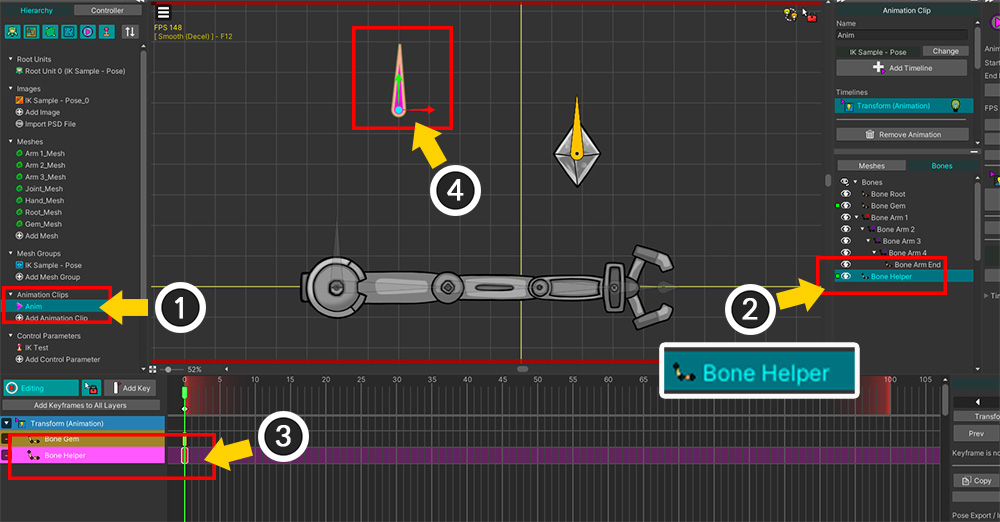 Hierarchy
Controller
Root Units
Root Unit 0 (IK Sample - Pose)
Images
IK Sample - Pose_0
Add Image
Import PSD File
Meshes
Arm 1_Mesh
Arm 2_Mesh
Arm 3_Mesh
Joint_Mesh
Hand_Mesh
Root_Mesh
Gem_Mesh
Add Mesh
Mesh Groups
IK Sample - Pose
Add Mesh Group
Animation Clips
Anim
Add Animation Clip
Control Parameters
IK Test
Add Control Parameter
FPS 148
[ Smooth (Decel) ] - F12
4
1
2
Bone Helper
52%
Animation Clip
Name
Anim
IK Sample - Pose
Change
Add Timeline
Timelines
Transform (Animation)
Remove Animation
Meshes
Bones
Bones
Bone Root
Bone Gem
Bone Arm 1
Bone Arm 2
Bone Arm 3
Bone Arm 4
Bone Arm End
Bone Helper
Anim
Start
End
FPS
Editing
Add Key
Add Keyframes to All Layers
Transform (Animation)
Bone Gem
Bone Helper
3
0 5 10 15 20 25 30 35 40 45 50 55 60 65 100 105
Transfo
Prev
Keyframe is no
Copy
Pose Export / I